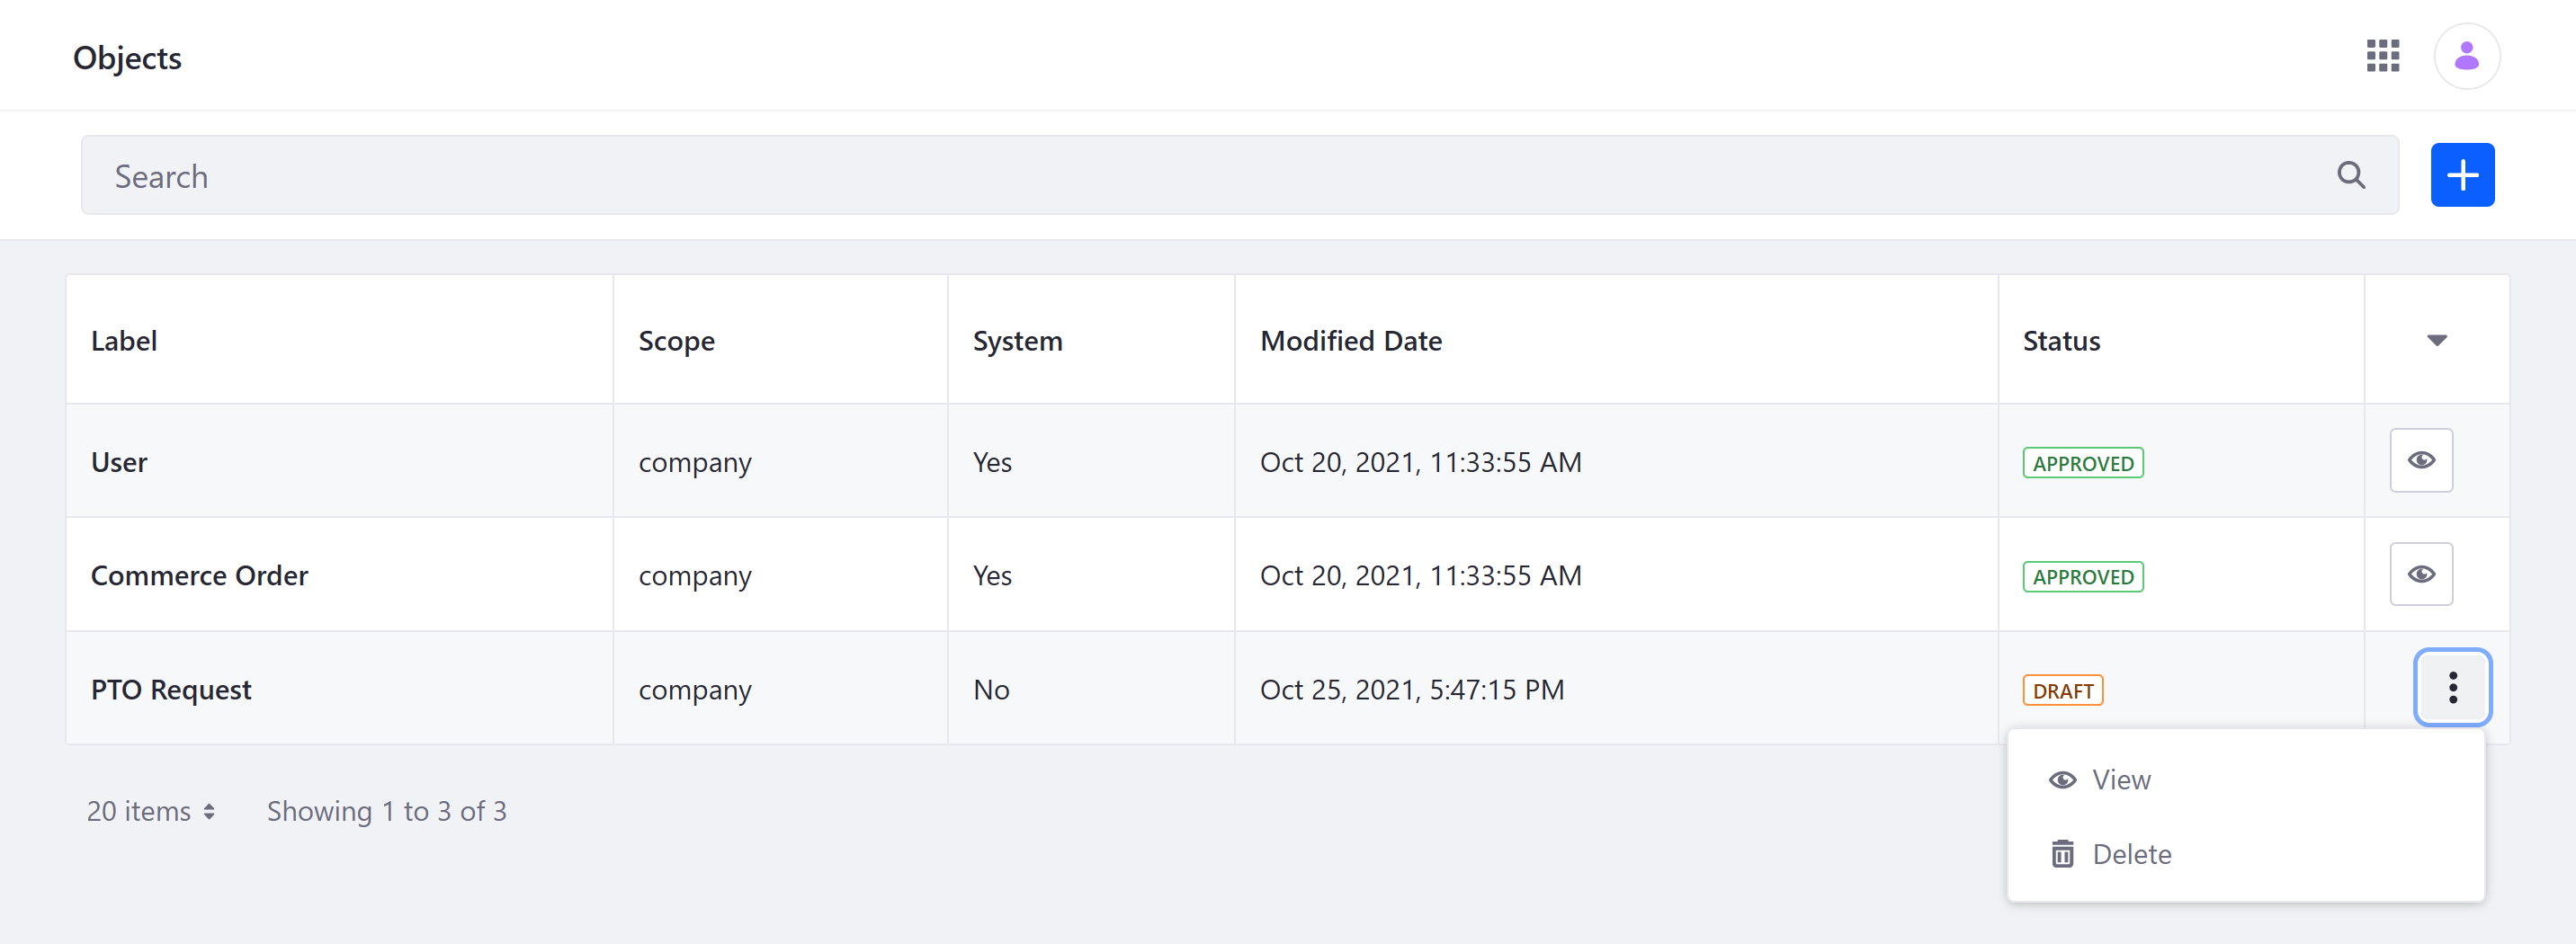 Objects
Search
Label Scope System Modified Date Status
User company Yes Oct 20, 2021, 11:33:55 AM APPROVED
Commerce Order company Yes Oct 20, 2021, 11:33:55 AM APPROVED
PTO Request company No Oct 25, 2021, 5:47:15 PM DRAFT
View
20 items Showing 1 to 3 of 3
Delete